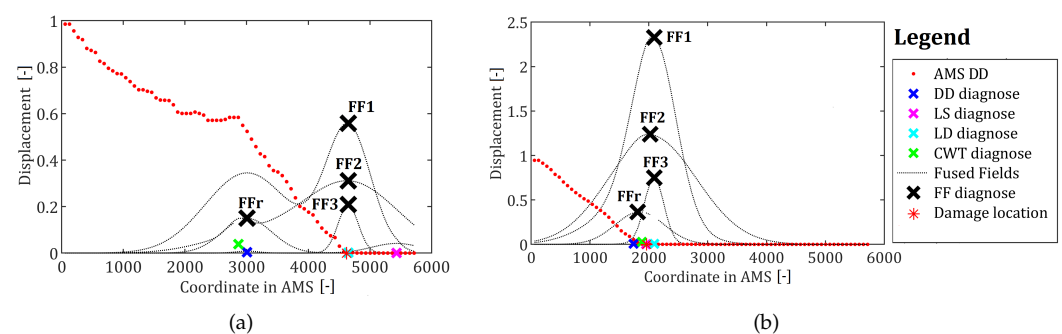 1
0.8
0.6
0.4
0.2
0
Displacement [-]
FF1
FF2
FF3
FFr
0 1000 2000 3000 4000 5000 6000
Coordinate in AMS [-]
(a)
2.5
2
1.5
1
0.5
0
Displacement [-]
FF1
FF2
FF3
FFr
0 1000 2000 3000 4000 5000 6000
Coordinate in AMS [-]
(b)
Legend
AMS DD
DD diagnose
LS diagnose
LD diagnose
CWT diagnose
Fused Fields
FF diagnose
Damage location